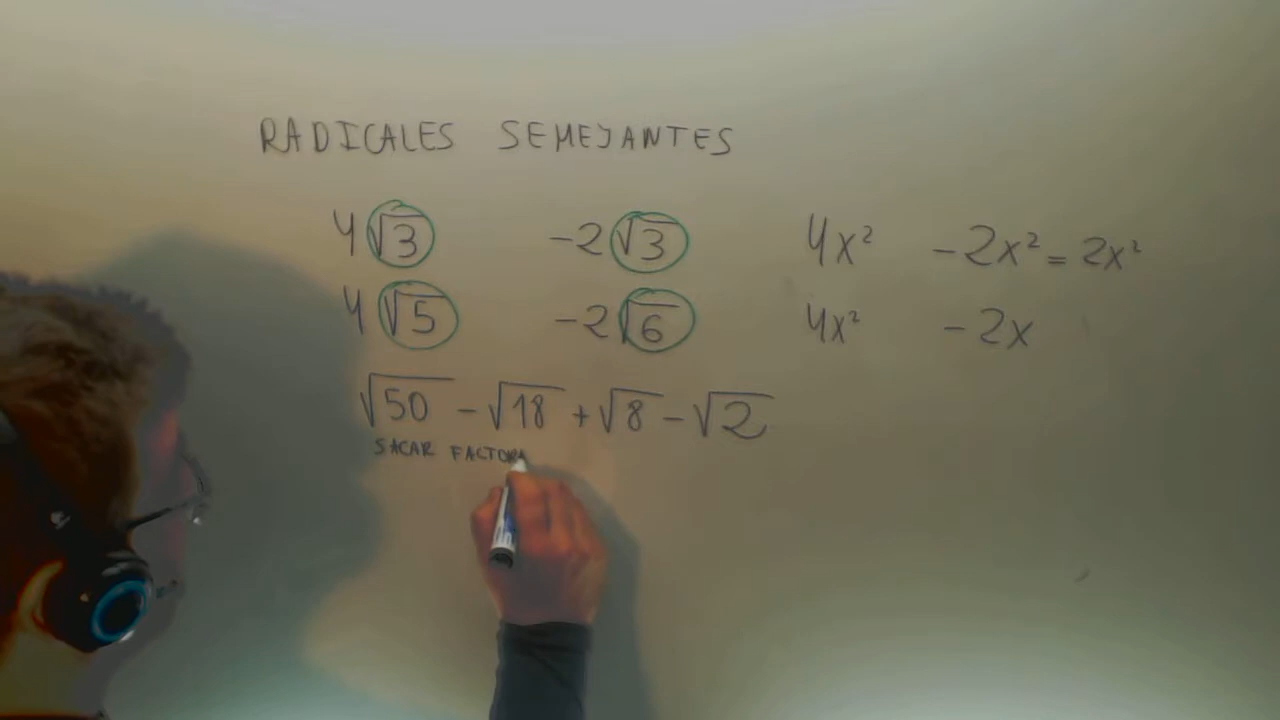 RADICALES SEMEJANTES
4√3 -2√3 4x² -2x² = 2x²
4√5 -2√6 4x² -2x
√50 - √18 + √8 - √2
SACAR FACTOR